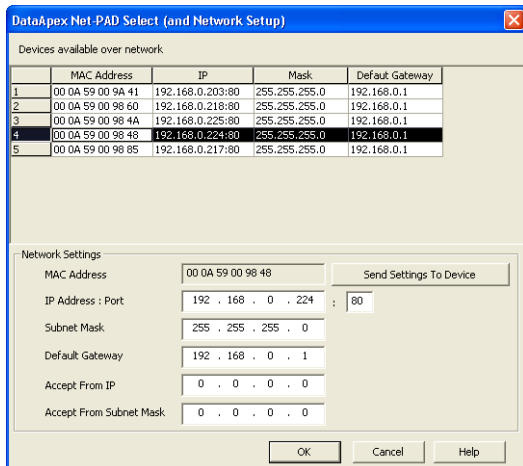 DataApex Net-PAD Select (and Network Setup)
Devices available over network
MAC Address IP Mask Defaut Gateway
1 00 0A 59 00 9A 41 192.168.0.203:80 255.255.255.0 192.168.0.1
2 00 0A 59 00 98 60 192.168.0.218:80 255.255.255.0 192.168.0.1
3 00 0A 59 00 98 4A 192.168.0.225:80 255.255.255.0 192.168.0.1
4 00 0A 59 00 98 48 192.168.0.224:80 255.255.255.0 192.168.0.1
5 00 0A 59 00 98 85 192.168.0.217:80 255.255.255.0 192.168.0.1
Network Settings
MAC Address 00 0A 59 00 98 48 Send Settings To Device
IP Address : Port 192 . 168 . 0 . 224 : 80
Subnet Mask 255 . 255 . 255 . 0
Default Gateway 192 . 168 . 0 . 1
Accept From IP 0 . 0 . 0 . 0
Accept From Subnet Mask 0 . 0 . 0 . 0
OK Cancel Help